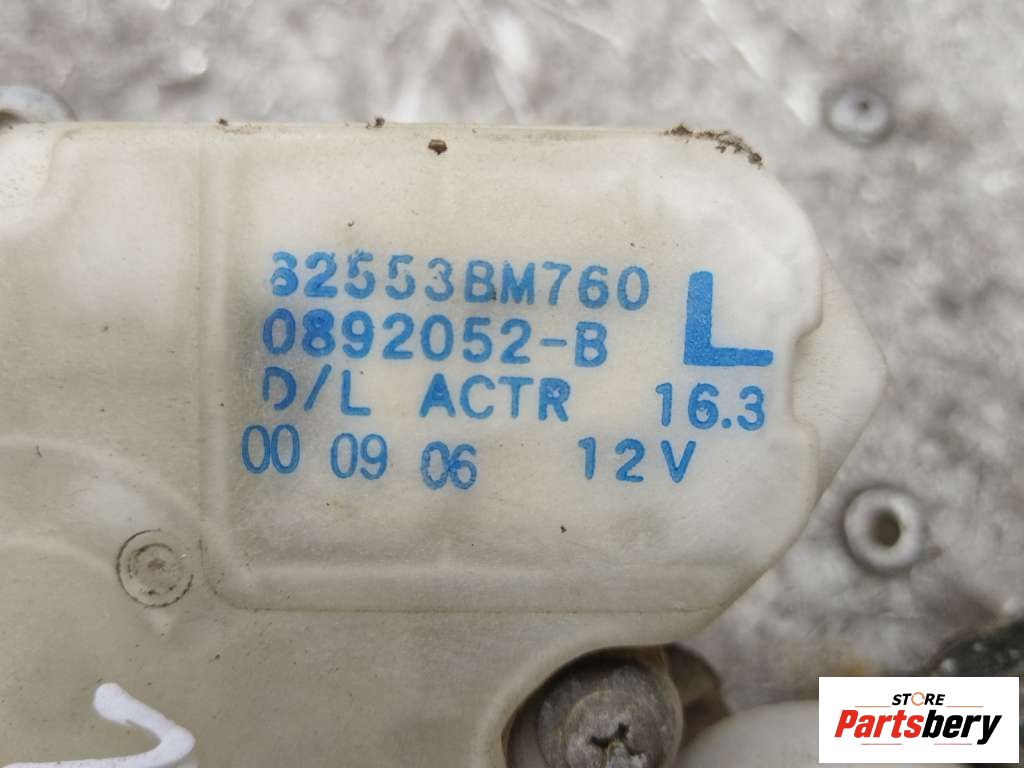 82553BM760
L
0892052-B
D/L ACTR 16.3
00 09 06 12V
STORE
Partsbery